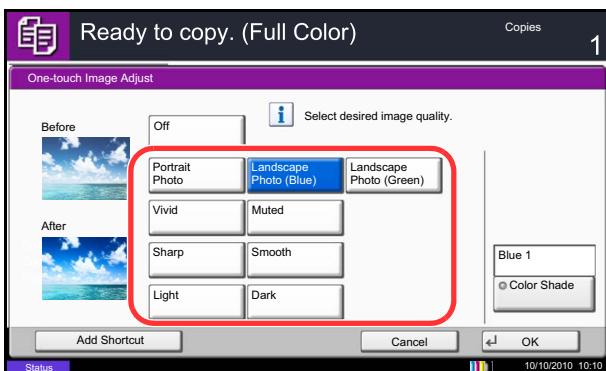 Ready to copy. (Full Color)
Copies
1
One-touch Image Adjust
Select desired image quality.
Before
Off
Portrait
Photo
Landscape
Photo (Blue)
Landscape
Photo (Green)
Vivid
Muted
After
Sharp
Smooth
Blue 1
Color Shade
Light
Dark
Add Shortcut
Cancel
OK
Status
10/10/2010 10:10